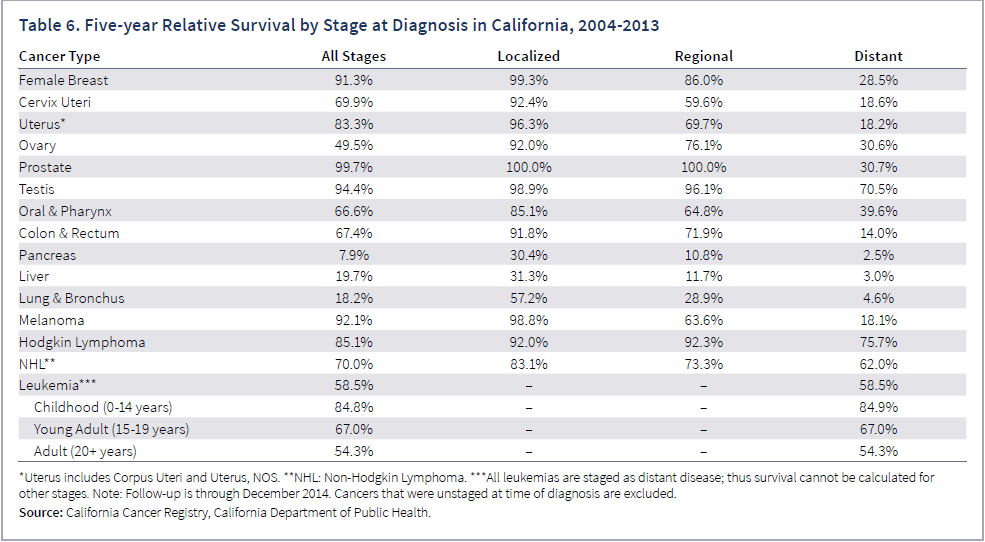 Table 6. Five-year Relative Survival by Stage at Diagnosis in California, 2004-2013
Cancer Type All Stages Localized Regional Distant
Female Breast 91.3% 99.3% 86.0% 28.5%
Cervix Uteri 69.9% 92.4% 59.6% 18.6%
Uterus* 83.3% 96.3% 69.7% 18.2%
Ovary 49.5% 92.0% 76.1% 30.6%
Prostate 99.7% 100.0% 100.0% 30.7%
Testis 94.4% 98.9% 96.1% 70.5%
Oral & Pharynx 66.6% 85.1% 64.8% 39.6%
Colon & Rectum 67.4% 91.8% 71.9% 14.0%
Pancreas 7.9% 30.4% 10.8% 2.5%
Liver 19.7% 31.3% 11.7% 3.0%
Lung & Bronchus 18.2% 57.2% 28.9% 4.6%
Melanoma 92.1% 98.8% 63.6% 18.1%
Hodgkin Lymphoma 85.1% 92.0% 92.3% 75.7%
NHL** 70.0% 83.1% 73.3% 62.0%
Leukemia*** 58.5% – – 58.5%
Childhood (0-14 years) 84.8% – – 84.9%
Young Adult (15-19 years) 67.0% – – 67.0%
Adult (20+ years) 54.3% – – 54.3%
*Uterus includes Corpus Uteri and Uterus, NOS. **NHL: Non-Hodgkin Lymphoma. ***All leukemias are staged as distant disease; thus survival cannot be calculated for
other stages. Note: Follow-up is through December 2014. Cancers that were unstaged at time of diagnosis are excluded.
Source: California Cancer Registry, California Department of Public Health.